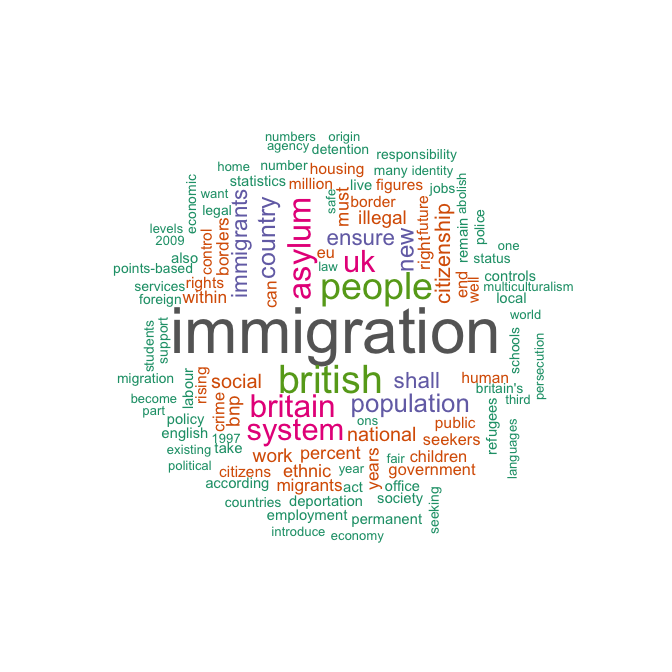 numbers
origin
agency
detention
responsibility
home
number
housing
many
identity
statistics
million
live
figures
jobs
economic
want
safe
must
border
future
abolish
legal
immigrants
country
asylum
illegal
right
citizenship
remain
police
levels
2009
control
borders
ensure
new
one
also
eu
uk
status
points-based
law
end
well
controls
services
rights
can
people
multiculturalism
foreign
within
local
immigration
world
students
support
schools
persecution
migration
labour
rising
social
british
shall
human
britain's
third
become
part
crime
bnp
britain
population
policy
ons
public
refugees
english
1997
system
national
seekers
languages
existing
take
work
percent
years
fair
children
political
citizens
ethnic
year
government
according
migrants
act
office
countries
deportation
society
seeking
employment
permanent
introduce
economy